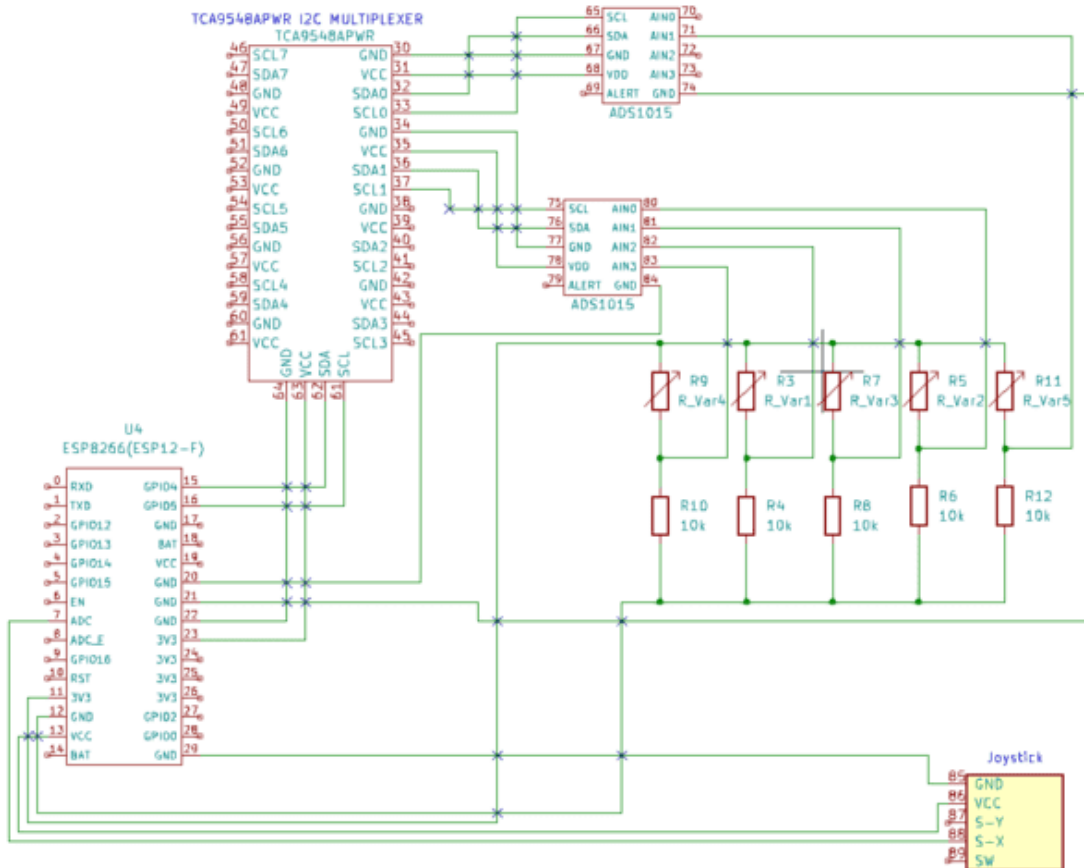 TCA9548APWR I2C MULTIPLEXER
TCA9548APWR
46 SCL7 GND 30
47 SDA7 VCC 31
48 GND SDA0 32
49 VCC SCL0 33
50 SCL6 GND 34
51 SDA6 VCC 35
52 GND SDA1 36
53 VCC SCL1 37
54 SCL5 GND 38
55 SDA5 VCC 39
56 GND SDA2 40
57 VCC SCL2 41
58 SCL4 GND 42
59 SDA4 VCC 43
60 GND SDA3 44
61 VCC SCL3 45
GND VCC SDA SCL
64 63 62 61
65 SCL AIN0 70
66 SDA AIN1 71
67 GND AIN2 72
68 VDD AIN3 73
69 ALERT GND 74
ADS1015
75 SCL AIN0 80
76 SDA AIN1 81
77 GND AIN2 82
78 VDD AIN3 83
79 ALERT GND 84
ADS1015
R9 R3 R7 R5 R11
R_Var4 R_Var1 R_Var3 R_Var2 R_Var5
R10 R4 R8 R6 R12
10k 10k 10k 10k 10k
U4
ESP8266(ESP12-F)
0 RXD GPIO4 15
1 TXD GPIO5 16
2 GPIO12 GND 17
3 GPIO13 BAT 18
4 GPIO14 VCC 19
5 GPIO15 GND 20
6 EN GND 21
7 ADC GND 22
8 ADC_E 3V3 23
9 GPIO16 3V3 24
10 RST 3V3 25
11 3V3 3V3 26
12 GND GPIO2 27
13 VCC GPIO0 28
14 BAT GND 29
Joystick
85 GND
86 VCC
87 S-Y
88 S-X
89 SW